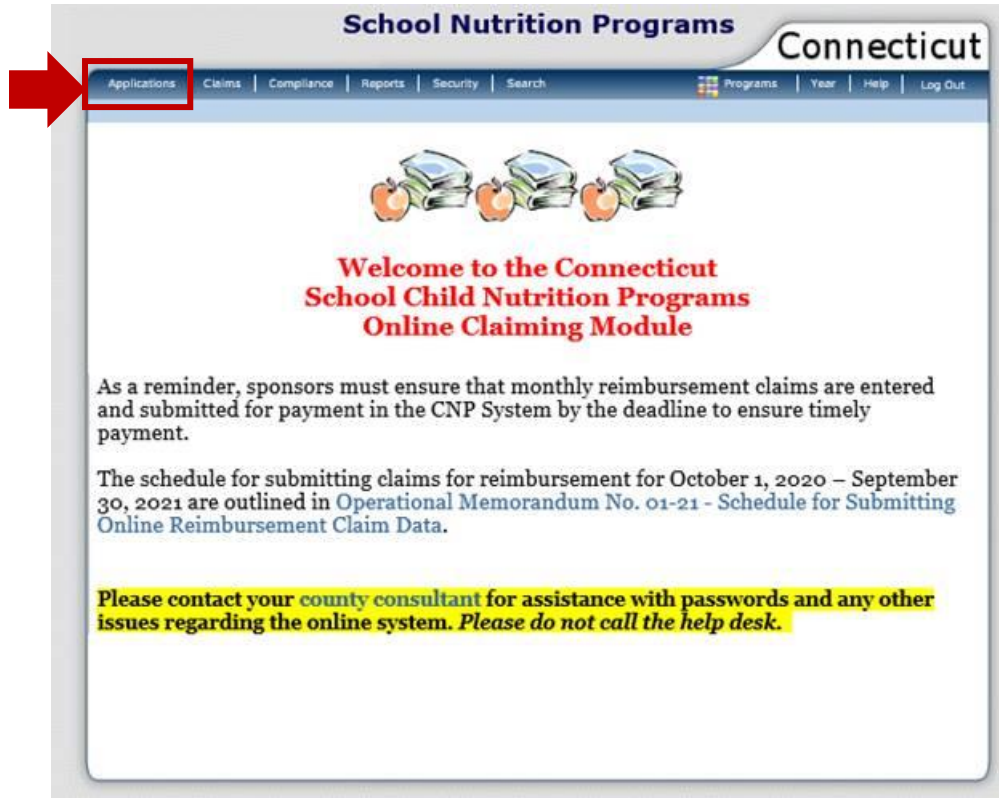 School Nutrition Programs
Connecticut
Applications Claims | Compliance | Reports | Security | Search Programs | Year | Help | Log Out
Welcome to the Connecticut
School Child Nutrition Programs
Online Claiming Module
As a reminder, sponsors must ensure that monthly reimbursement claims are entered
and submitted for payment in the CNP System by the deadline to ensure timely
payment.
The schedule for submitting claims for reimbursement for October 1, 2020 – September
30, 2021 are outlined in Operational Memorandum No. 01-21 - Schedule for Submitting
Online Reimbursement Claim Data.
Please contact your county consultant for assistance with passwords and any other
issues regarding the online system. Please do not call the help desk.